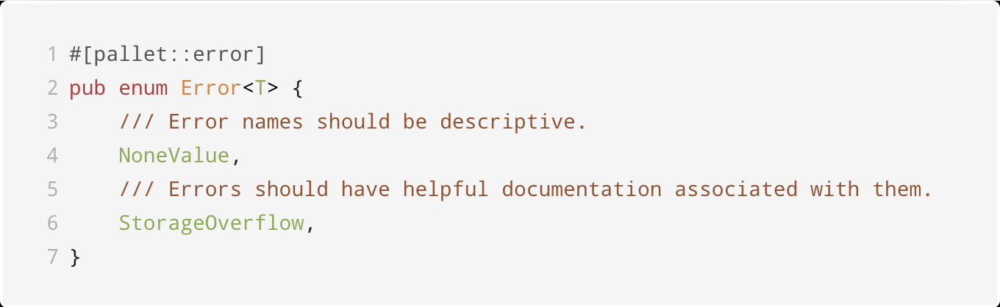 1 #[pallet::error]
2 pub enum Error<T> {
3     /// Error names should be descriptive.
4     NoneValue,
5     /// Errors should have helpful documentation associated with them.
6     StorageOverflow,
7 }